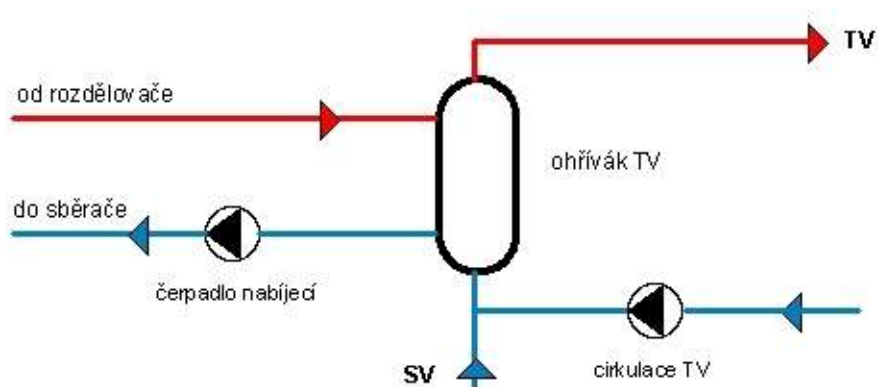 TV
od rozdělovače
ohřívák TV
do sběrače
čerpadlo nabíjecí
SV
cirkulace TV